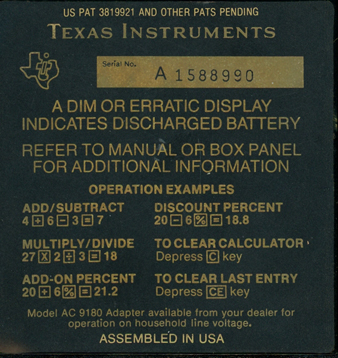 US PAT 3819921 AND OTHER PATS PENDING
TEXAS INSTRUMENTS
Serial No.
A 1588990
A DIM OR ERRATIC DISPLAY
INDICATES DISCHARGED BATTERY
REFER TO MANUAL OR BOX PANEL
FOR ADDITIONAL INFORMATION
OPERATION EXAMPLES
ADD/SUBTRACT
4 + 6 − 3 = 7
DISCOUNT PERCENT
20 − 6 % = 18.8
MULTIPLY/DIVIDE
27 X 2 ÷ 3 = 18
TO CLEAR CALCULATOR
Depress C key
ADD-ON PERCENT
20 + 6 % = 21.2
TO CLEAR LAST ENTRY
Depress CE key
Model AC 9180 Adapter available from your dealer for
operation on household line voltage.
ASSEMBLED IN USA